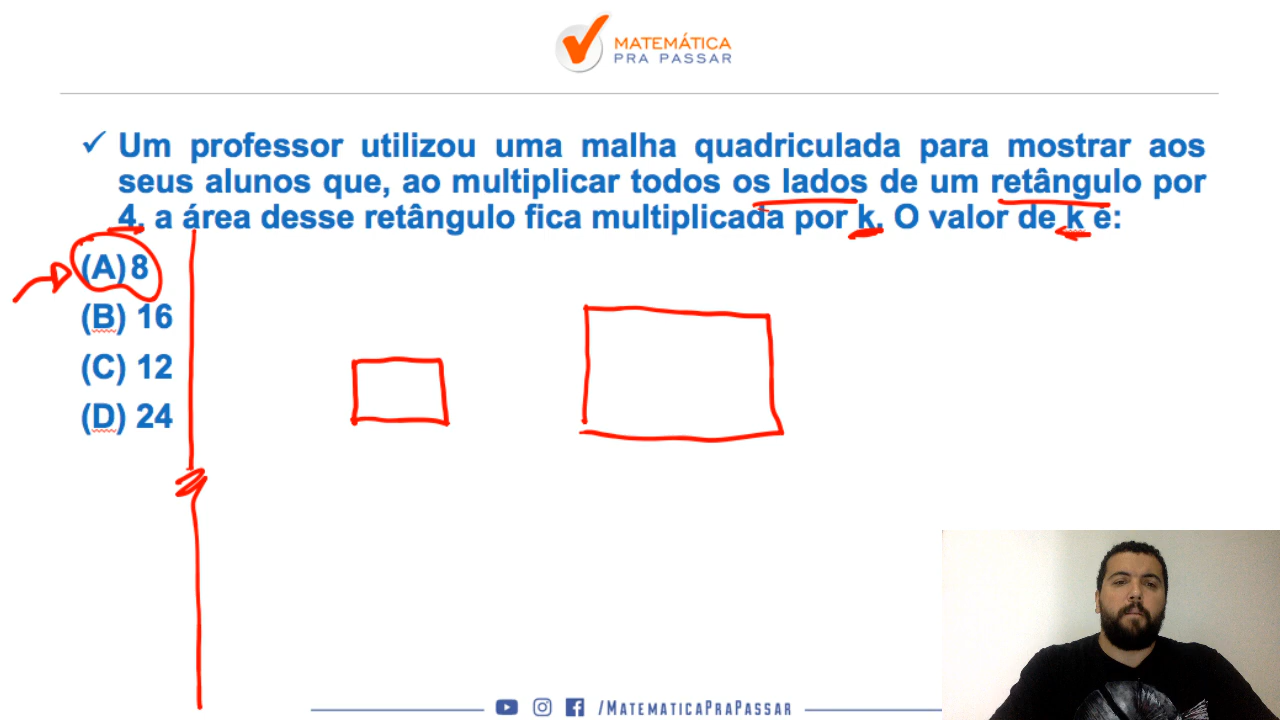 MATEMÁTICA
PRA PASSAR
✓ Um professor utilizou uma malha quadriculada para mostrar aos
seus alunos que, ao multiplicar todos os lados de um retângulo por
4, a área desse retângulo fica multiplicada por k. O valor de k é:
(A) 8
(B) 16
(C) 12
(D) 24
/MATEMATICAPRAPASSAR